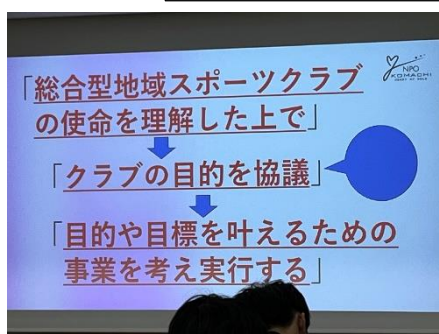 NPO
KOMACHI
「総合型地域スポーツクラブ
の使命を理解した上で」
「クラブの目的を協議」
「目的や目標を叶えるための
事業を考え実行する」